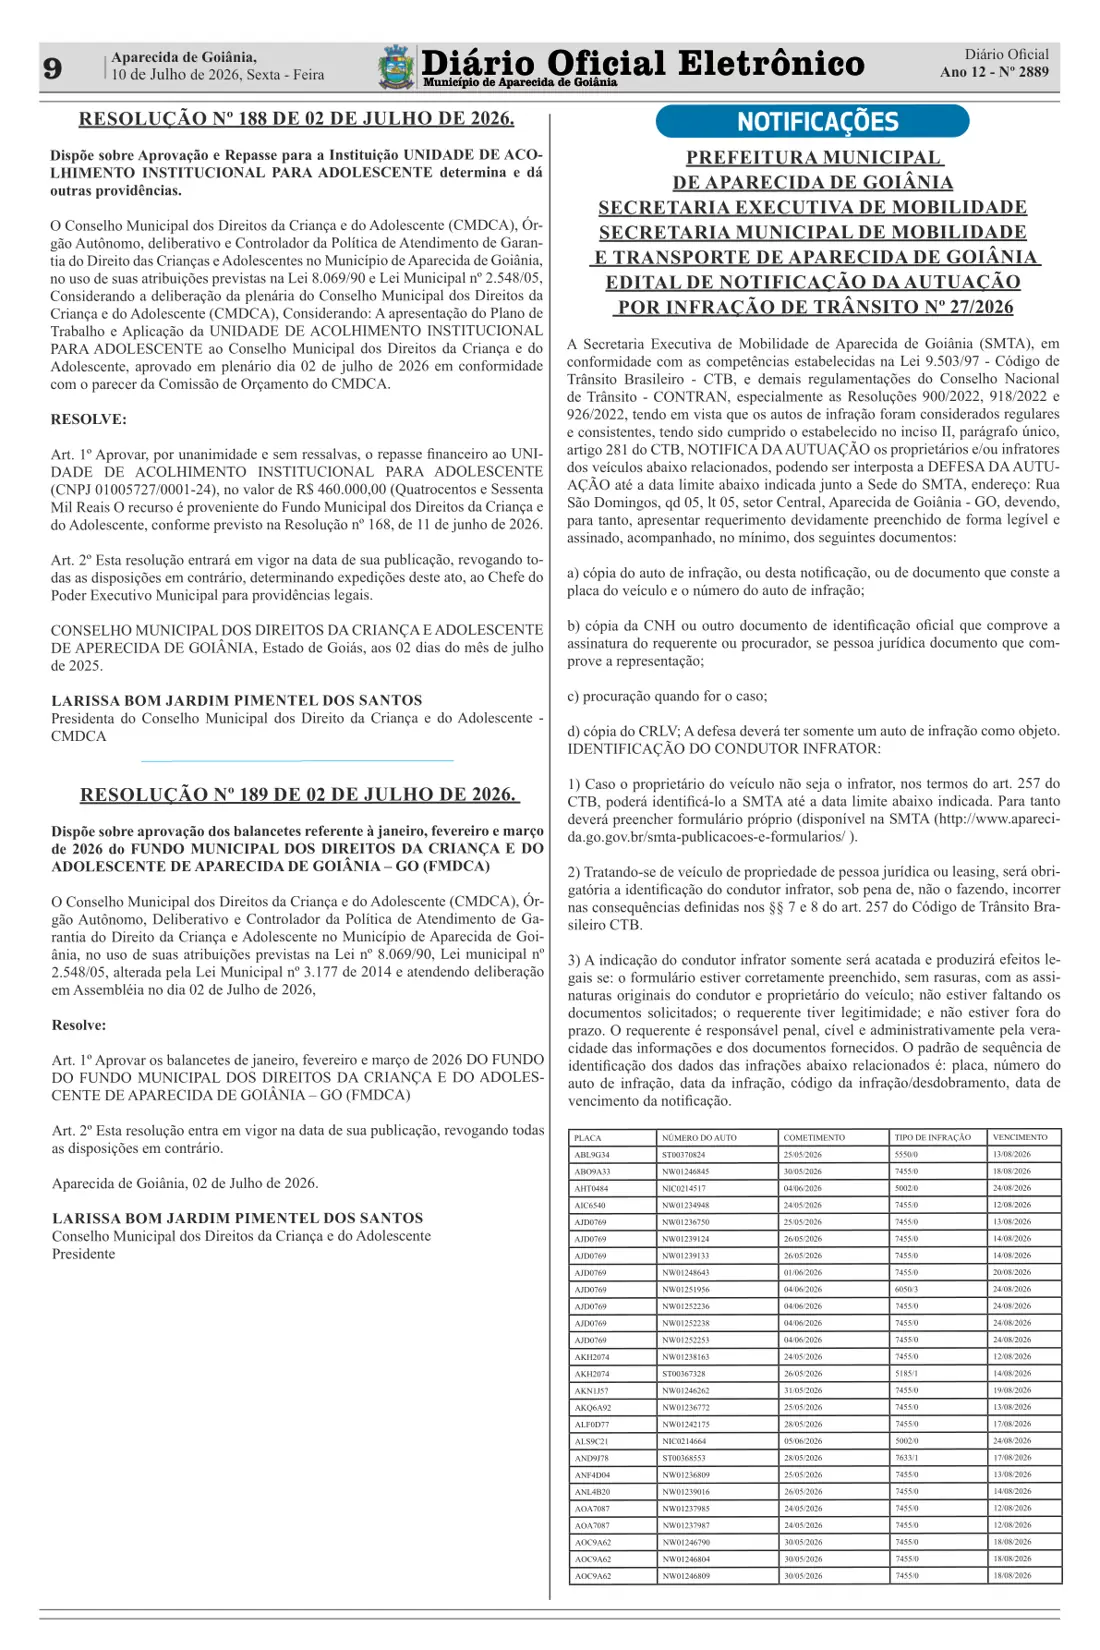 9
Aparecida de Goiânia,
10 de Julho de 2026, Sexta - Feira
Diário Oficial Eletrônico
Município de Aparecida de Goiânia
Diário Oficial
Ano 12 - Nº 2889
RESOLUÇÃO Nº 188 DE 02 DE JULHO DE 2026.
Dispõe sobre Aprovação e Repasse para a Instituição UNIDADE DE ACO-
LHIMENTO INSTITUCIONAL PARA ADOLESCENTE determina e dá
outras providências.
O Conselho Municipal dos Direitos da Criança e do Adolescente (CMDCA), Ór-
gão Autônomo, deliberativo e Controlador da Política de Atendimento de Garan-
tia do Direito das Crianças e Adolescentes no Município de Aparecida de Goiânia,
no uso de suas atribuições previstas na Lei 8.069/90 e Lei Municipal nº 2.548/05,
Considerando a deliberação da plenária do Conselho Municipal dos Direitos da
Criança e do Adolescente (CMDCA), Considerando: A apresentação do Plano de
Trabalho e Aplicação da UNIDADE DE ACOLHIMENTO INSTITUCIONAL
PARA ADOLESCENTE ao Conselho Municipal dos Direitos da Criança e do
Adolescente, aprovado em plenário dia 02 de julho de 2026 em conformidade
com o parecer da Comissão de Orçamento do CMDCA.
RESOLVE:
Art. 1º Aprovar, por unanimidade e sem ressalvas, o repasse financeiro ao UNI-
DADE DE ACOLHIMENTO INSTITUCIONAL PARA ADOLESCENTE
(CNPJ 01005727/0001-24), no valor de R$ 460.000,00 (Quatrocentos e Sessenta
Mil Reais O recurso é proveniente do Fundo Municipal dos Direitos da Criança e
do Adolescente, conforme previsto na Resolução nº 168, de 11 de junho de 2026.
Art. 2º Esta resolução entrará em vigor na data de sua publicação, revogando to-
das as disposições em contrário, determinando expedições deste ato, ao Chefe do
Poder Executivo Municipal para providências legais.
CONSELHO MUNICIPAL DOS DIREITOS DA CRIANÇA E ADOLESCENTE
DE APERECIDA DE GOIÂNIA, Estado de Goiás, aos 02 dias do mês de julho
de 2025.
LARISSA BOM JARDIM PIMENTEL DOS SANTOS
Presidenta do Conselho Municipal dos Direito da Criança e do Adolescente -
CMDCA
RESOLUÇÃO Nº 189 DE 02 DE JULHO DE 2026.
Dispõe sobre aprovação dos balancetes referente à janeiro, fevereiro e março
de 2026 do FUNDO MUNICIPAL DOS DIREITOS DA CRIANÇA E DO
ADOLESCENTE DE APARECIDA DE GOIÂNIA – GO (FMDCA)
O Conselho Municipal dos Direitos da Criança e do Adolescente (CMDCA), Ór-
gão Autônomo, Deliberativo e Controlador da Política de Atendimento de Ga-
rantia do Direito da Criança e Adolescente no Município de Aparecida de Goi-
ânia, no uso de suas atribuições previstas na Lei nº 8.069/90, Lei municipal nº
2.548/05, alterada pela Lei Municipal nº 3.177 de 2014 e atendendo deliberação
em Assembléia no dia 02 de Julho de 2026,
Resolve:
Art. 1º Aprovar os balancetes de janeiro, fevereiro e março de 2026 DO FUNDO
DO FUNDO MUNICIPAL DOS DIREITOS DA CRIANÇA E DO ADOLES-
CENTE DE APARECIDA DE GOIÂNIA – GO (FMDCA)
Art. 2º Esta resolução entra em vigor na data de sua publicação, revogando todas
as disposições em contrário.
Aparecida de Goiânia, 02 de Julho de 2026.
LARISSA BOM JARDIM PIMENTEL DOS SANTOS
Conselho Municipal dos Direitos da Criança e do Adolescente
Presidente
NOTIFICAÇÕES
PREFEITURA MUNICIPAL
DE APARECIDA DE GOIÂNIA
SECRETARIA EXECUTIVA DE MOBILIDADE
SECRETARIA MUNICIPAL DE MOBILIDADE
E TRANSPORTE DE APARECIDA DE GOIÂNIA
EDITAL DE NOTIFICAÇÃO DA AUTUAÇÃO
POR INFRAÇÃO DE TRÂNSITO Nº 27/2026
A Secretaria Executiva de Mobilidade de Aparecida de Goiânia (SMTA), em
conformidade com as competências estabelecidas na Lei 9.503/97 - Código de
Trânsito Brasileiro - CTB, e demais regulamentações do Conselho Nacional
de Trânsito - CONTRAN, especialmente as Resoluções 900/2022, 918/2022 e
926/2022, tendo em vista que os autos de infração foram considerados regulares
e consistentes, tendo sido cumprido o estabelecido no inciso II, parágrafo único,
artigo 281 do CTB, NOTIFICA DA AUTUAÇÃO os proprietários e/ou infratores
dos veículos abaixo relacionados, podendo ser interposta a DEFESA DA AUTU-
AÇÃO até a data limite abaixo indicada junto a Sede do SMTA, endereço: Rua
São Domingos, qd 05, lt 05, setor Central, Aparecida de Goiânia - GO, devendo,
para tanto, apresentar requerimento devidamente preenchido de forma legível e
assinado, acompanhado, no mínimo, dos seguintes documentos:
a) cópia do auto de infração, ou desta notificação, ou de documento que conste a
placa do veículo e o número do auto de infração;
b) cópia da CNH ou outro documento de identificação oficial que comprove a
assinatura do requerente ou procurador, se pessoa jurídica documento que com-
prove a representação;
c) procuração quando for o caso;
d) cópia do CRLV; A defesa deverá ter somente um auto de infração como objeto.
IDENTIFICAÇÃO DO CONDUTOR INFRATOR:
1) Caso o proprietário do veículo não seja o infrator, nos termos do art. 257 do
CTB, poderá identificá-lo a SMTA até a data limite abaixo indicada. Para tanto
deverá preencher formulário próprio (disponível na SMTA (http://www.apareci-
da.go.gov.br/smta-publicacoes-e-formularios/ ).
2) Tratando-se de veículo de propriedade de pessoa jurídica ou leasing, será obri-
gatória a identificação do condutor infrator, sob pena de, não o fazendo, incorrer
nas consequências definidas nos §§ 7 e 8 do art. 257 do Código de Trânsito Bra-
sileiro CTB.
3) A indicação do condutor infrator somente será acatada e produzirá efeitos le-
gais se: o formulário estiver corretamente preenchido, sem rasuras, com as assi-
naturas originais do condutor e proprietário do veículo; não estiver faltando os
documentos solicitados; o requerente tiver legitimidade; e não estiver fora do
prazo. O requerente é responsável penal, cível e administrativamente pela vera-
cidade das informações e dos documentos fornecidos. O padrão de sequência de
identificação dos dados das infrações abaixo relacionados é: placa, número do
auto de infração, data da infração, código da infração/desdobramento, data de
vencimento da notificação.
PLACA NÚMERO DO AUTO COMETIMENTO TIPO DE INFRAÇÃO VENCIMENTO
ABL9G34 ST00370824 25/05/2026 5550/0 13/08/2026
ABO9A33 NW01246845 30/05/2026 7455/0 18/08/2026
AHT0484 NIC0214517 04/06/2026 5002/0 24/08/2026
AIC6540 NW01234948 24/05/2026 7455/0 12/08/2026
AJD0769 NW01236750 25/05/2026 7455/0 13/08/2026
AJD0769 NW01239124 26/05/2026 7455/0 14/08/2026
AJD0769 NW01239133 26/05/2026 7455/0 14/08/2026
AJD0769 NW01248643 01/06/2026 7455/0 20/08/2026
AJD0769 NW01251956 04/06/2026 6050/3 24/08/2026
AJD0769 NW01252236 04/06/2026 7455/0 24/08/2026
AJD0769 NW01252238 04/06/2026 7455/0 24/08/2026
AJD0769 NW01252253 04/06/2026 7455/0 24/08/2026
AKH2074 NW01238163 24/05/2026 7455/0 12/08/2026
AKH2074 ST00367328 26/05/2026 5185/1 14/08/2026
AKN1J57 NW01246262 31/05/2026 7455/0 19/08/2026
AKQ6A92 NW01236772 25/05/2026 7455/0 13/08/2026
ALF0D77 NW01242175 28/05/2026 7455/0 17/08/2026
ALS9C21 NIC0214664 05/06/2026 5002/0 24/08/2026
AND9J78 ST00368553 28/05/2026 7633/1 17/08/2026
ANF4D04 NW01236809 25/05/2026 7455/0 13/08/2026
ANL4B20 NW01239016 26/05/2026 7455/0 14/08/2026
AOA7087 NW01237985 24/05/2026 7455/0 12/08/2026
AOA7087 NW01237987 24/05/2026 7455/0 12/08/2026
AOC9A62 NW01246790 30/05/2026 7455/0 18/08/2026
AOC9A62 NW01246804 30/05/2026 7455/0 18/08/2026
AOC9A62 NW01246809 30/05/2026 7455/0 18/08/2026